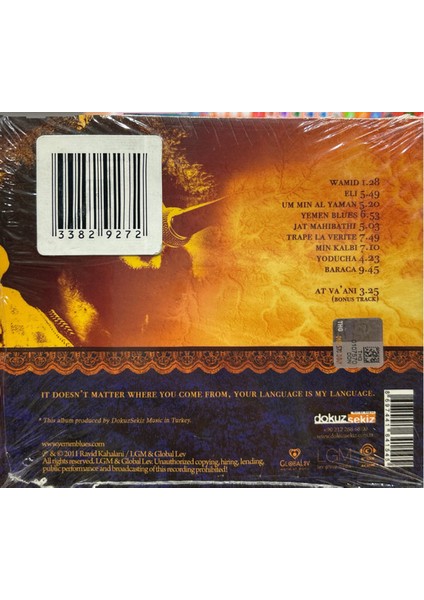 33829272
WAMID 1.28
ELI 5.49
UM MIN AL YAMAN 5.20
YEMEN BLUES 6.53
JAT MAHIBATHI 5.03
TRAPE LA VERITE 7.49
MIN KALBI 7.10
YODUCHA 4.23
BARACA 9.45
AT VA'ANI 3.25
(BONUS TRACK)
IT DOESN'T MATTER WHERE YOU COME FROM, YOUR LANGUAGE IS MY LANGUAGE.
* This album produced by DokuzSekiz Music in Turkey.
dokuz
sekiz
www.yemenblues.com
℗ & © 2011 Ravid Kahalani / LGM & Global Lev
All rights reserved. LGM & Global Lev. Unauthorized copying, hiring, lending,
public performance and broadcasting of this recording prohibited.
GLOBALEV
LGM